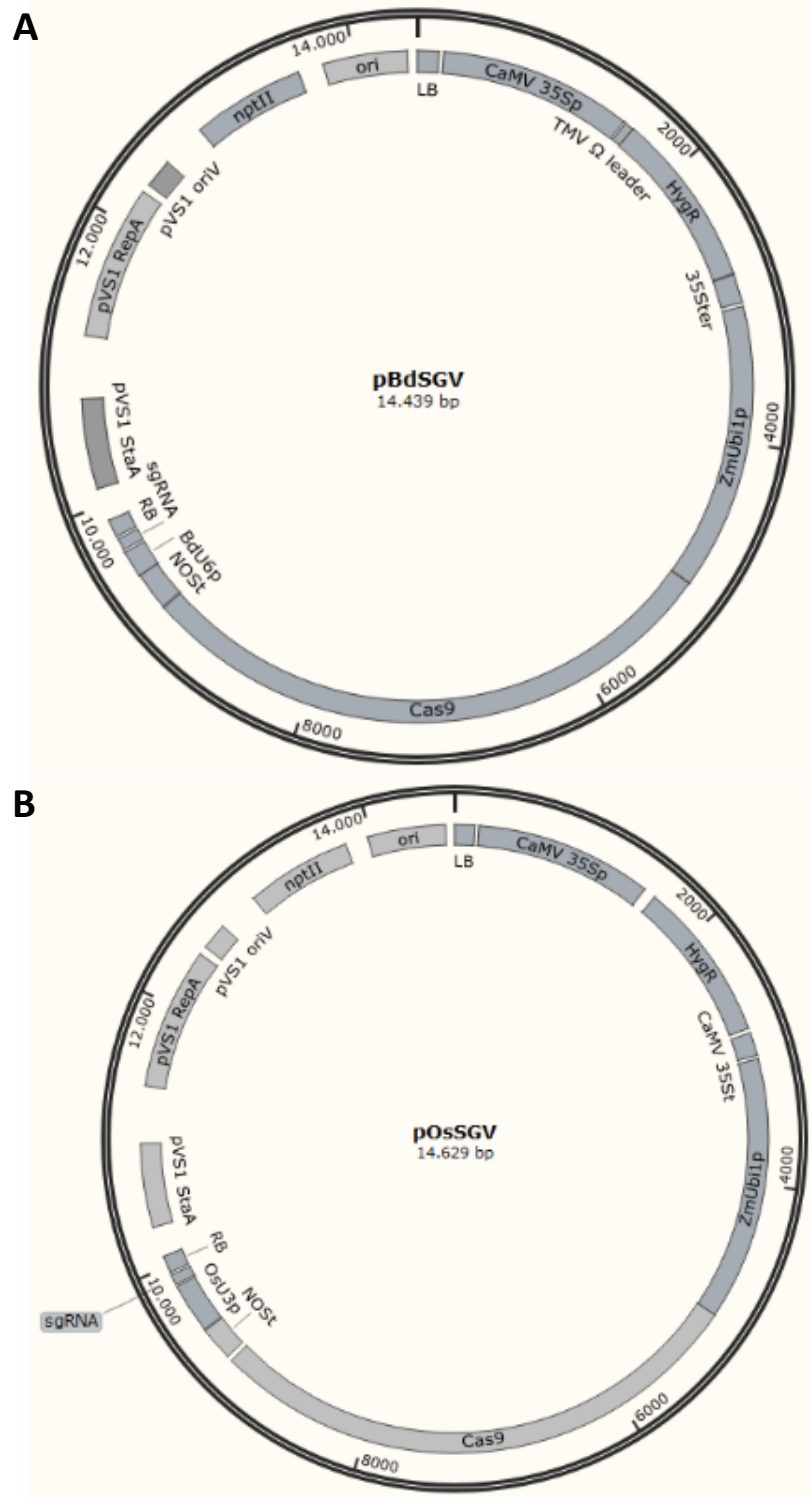 A
14.000
ori
LB
CaMV 35Sp
TMV Ω leader
2000
HygR
35Ster
ZmUbi1p
4000
6000
Cas9
8000
NOSt
BdU6p
sgRNA
RB
10.000
pVS1 StaA
pVS1 RepA
12.000
pVS1 oriV
nptII
pBdSGV
14.439 bp
B
14.000
ori
LB
CaMV 35Sp
2000
HygR
CaMV 35St
ZmUbi1p
4000
6000
Cas9
8000
NOSt
OsU3p
sgRNA
RB
10.000
pVS1 StaA
pVS1 RepA
12.000
pVS1 oriV
nptII
pOsSGV
14.629 bp